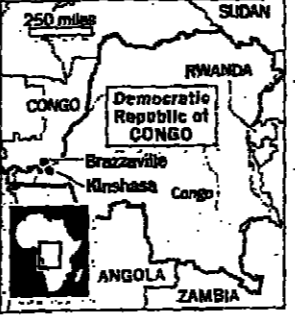 SUDAN
250 miles
RWANDA
CONGO
Democratic
Republic of
CONGO
Brazzaville
Kinshasa
Congo
ANGOLA
ZAMBIA